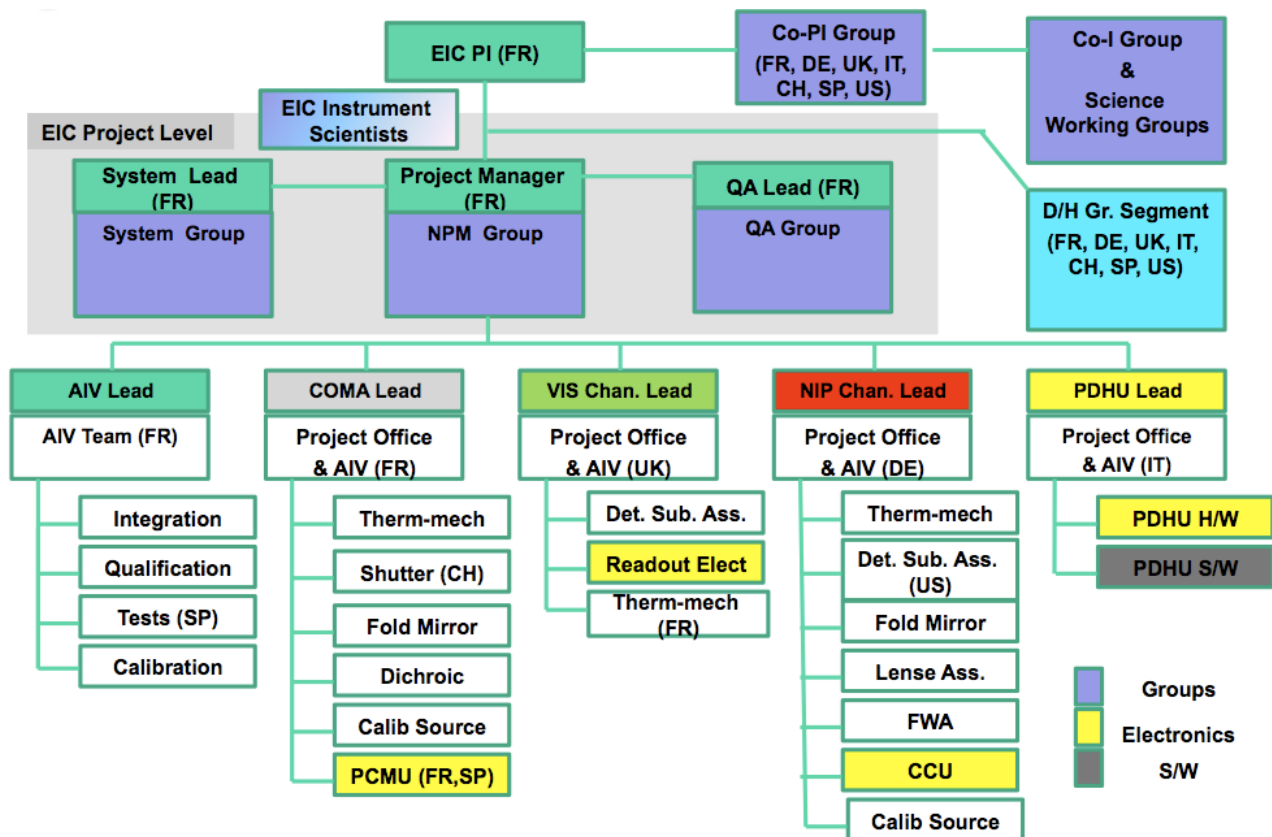 EIC PI (FR)
Co-PI Group
(FR, DE, UK, IT,
CH, SP, US)
Co-I Group
&
Science
Working Groups
EIC Instrument
Scientists
EIC Project Level
System Lead
(FR)
System Group
Project Manager
(FR)
NPM Group
QA Lead (FR)
QA Group
D/H Gr. Segment
(FR, DE, UK, IT,
CH, SP, US)
AIV Lead
AIV Team (FR)
Integration
Qualification
Tests (SP)
Calibration
COMA Lead
Project Office
& AIV (FR)
Therm-mech
Shutter (CH)
Fold Mirror
Dichroic
Calib Source
PCMU (FR,SP)
VIS Chan. Lead
Project Office
& AIV (UK)
Det. Sub. Ass.
Readout Elect
Therm-mech
(FR)
NIP Chan. Lead
Project Office
& AIV (DE)
Therm-mech
Det. Sub. Ass.
(US)
Fold Mirror
Lense Ass.
FWA
CCU
Calib Source
PDHU Lead
Project Office
& AIV (IT)
PDHU H/W
PDHU S/W
Groups
Electronics
S/W